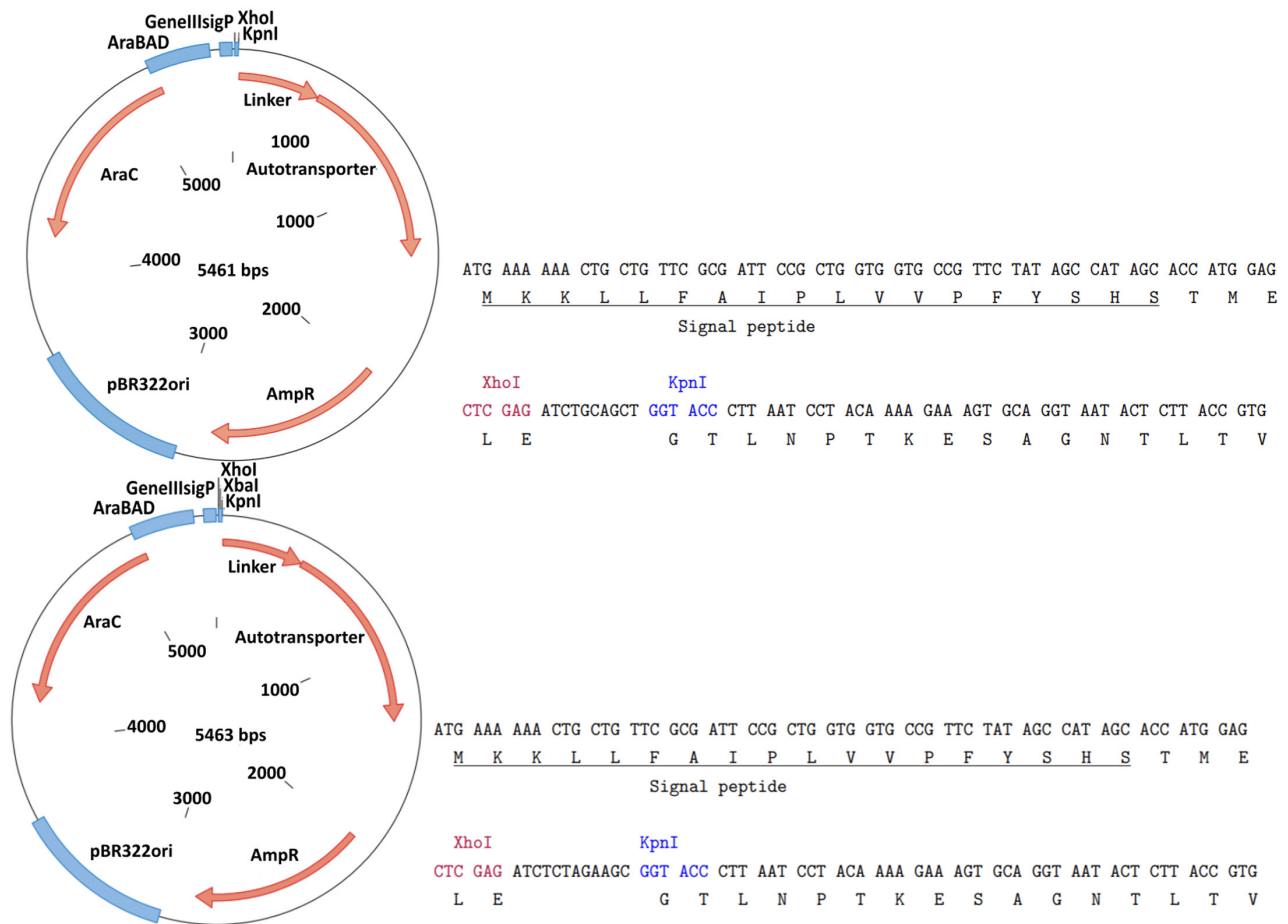 GeneIIIsigP XhoI
KpnI
AraBAD
Linker
1000
AraC
Autotransporter
5000
1000
4000
5461 bps
2000
3000
pBR322ori
AmpR
ATG AAA AAA CTG CTG TTC GCG ATT CCG CTG GTG GTG CCG TTC TAT AGC CAT AGC ACC ATG GAG
M K K L L F A I P L V V P F Y S H S T M E
Signal peptide
XhoI KpnI
CTC GAG ATCTGCAGCT GGT ACC CTT AAT CCT ACA AAA GAA AGT GCA GGT AAT ACT CTT ACC GTG
L E G T L N P T K E S A G N T L T V
XhoI
GeneIIIsigP XbaI
AraBAD KpnI
Linker
AraC
Autotransporter
5000
1000
4000
5463 bps
2000
3000
pBR322ori
AmpR
ATG AAA AAA CTG CTG TTC GCG ATT CCG CTG GTG GTG CCG TTC TAT AGC CAT AGC ACC ATG GAG
M K K L L F A I P L V V P F Y S H S T M E
Signal peptide
XhoI KpnI
CTC GAG ATCTCTAGAAGC GGT ACC CTT AAT CCT ACA AAA GAA AGT GCA GGT AAT ACT CTT ACC GTG
L E G T L N P T K E S A G N T L T V